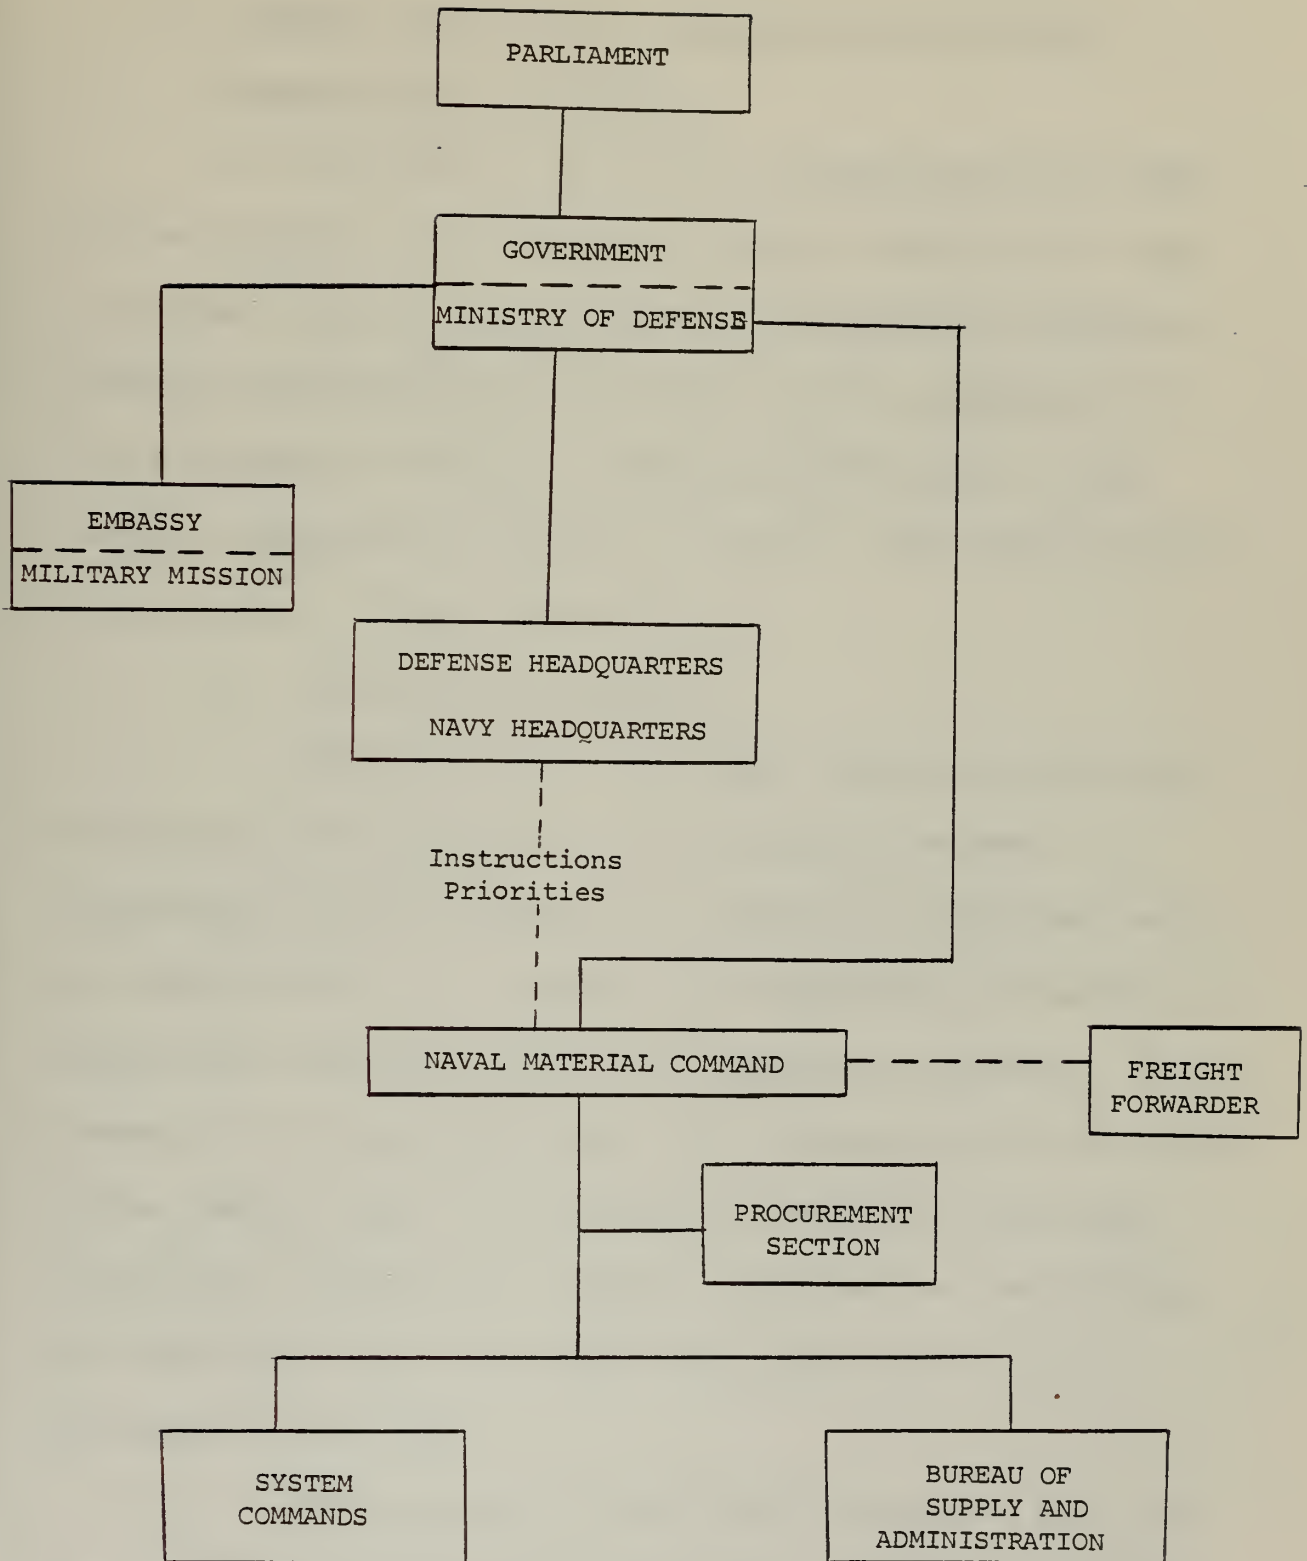 PARLIAMENT
GOVERNMENT
MINISTRY OF DEFENSE
EMBASSY
MILITARY MISSION
DEFENSE HEADQUARTERS
NAVY HEADQUARTERS
Instructions
Priorities
NAVAL MATERIAL COMMAND
FREIGHT
FORWARDER
PROCUREMENT
SECTION
SYSTEM
COMMANDS
BUREAU OF
SUPPLY AND
ADMINISTRATION